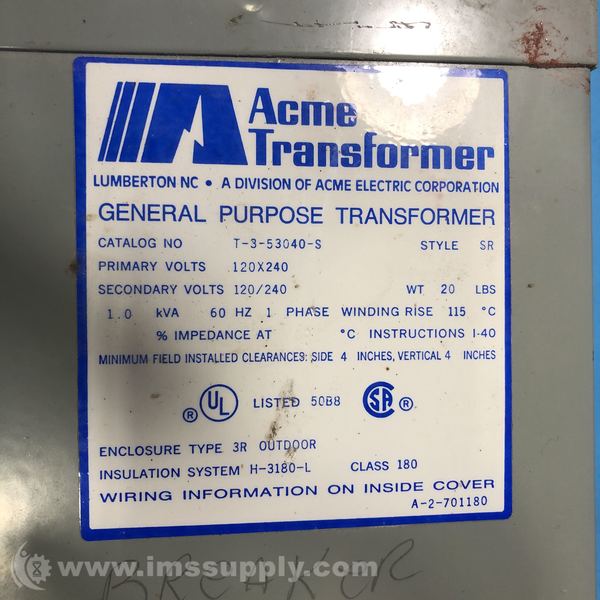 Acme
Transformer
LUMBERTON NC • A DIVISION OF ACME ELECTRIC CORPORATION
GENERAL PURPOSE TRANSFORMER
CATALOG NO T-3-53040-S STYLE SR
PRIMARY VOLTS 120X240
SECONDARY VOLTS 120/240 WT 20 LBS
1.0 kVA 60 HZ 1 PHASE WINDING RISE 115 °C
% IMPEDANCE AT °C INSTRUCTIONS I-40
MINIMUM FIELD INSTALLED CLEARANCES: SIDE 4 INCHES, VERTICAL 4 INCHES
® UL LISTED 50B8 SA ®
ENCLOSURE TYPE 3R OUTDOOR
INSULATION SYSTEM H-3180-L CLASS 180
WIRING INFORMATION ON INSIDE COVER
A-2-701180
BREAKER
www.imssupply.com